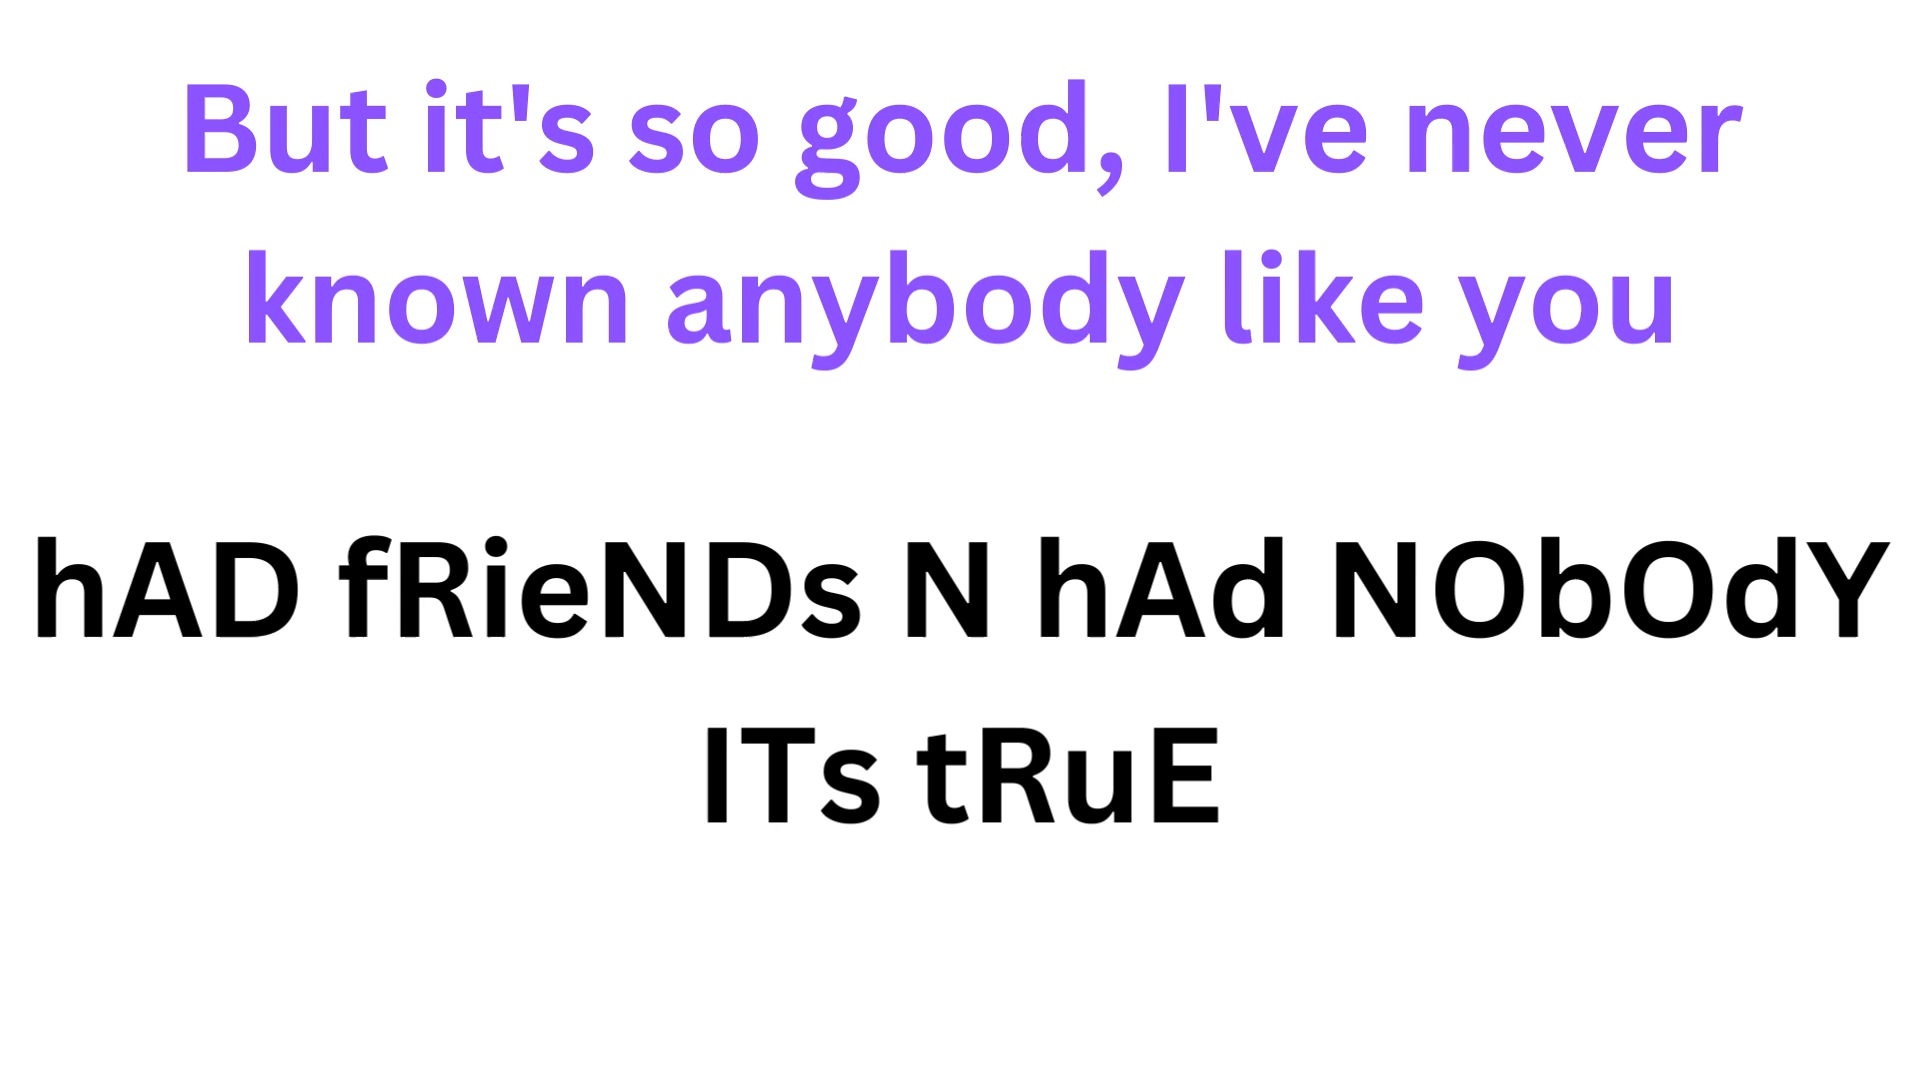 But it's so good, I've never
known anybody like you
hAD fRieNDs N hAd NObOdY
ITs tRuE